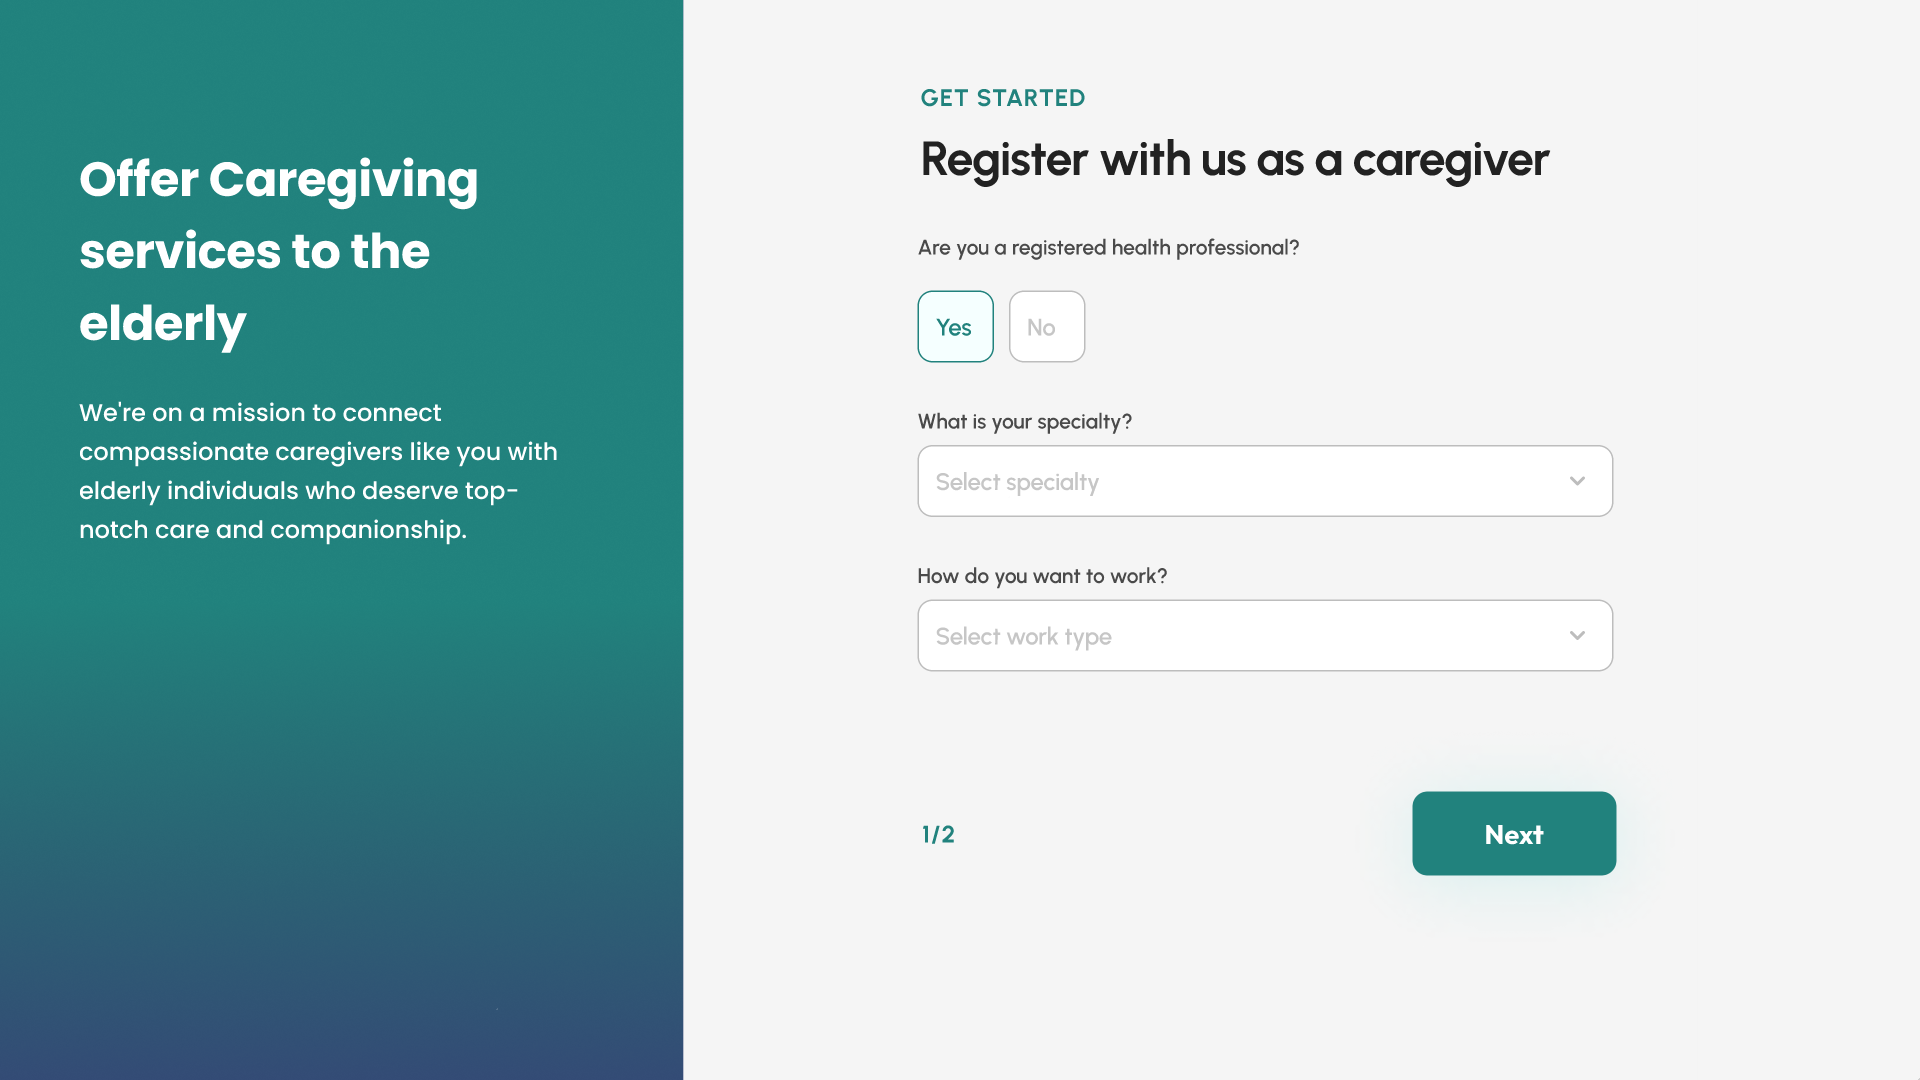 Offer Caregiving
services to the
elderly
We're on a mission to connect
compassionate caregivers like you with
elderly individuals who deserve top-
notch care and companionship.
GET STARTED
Register with us as a caregiver
Are you a registered health professional?
Yes No
What is your specialty?
Select specialty
How do you want to work?
Select work type
1/2
Next